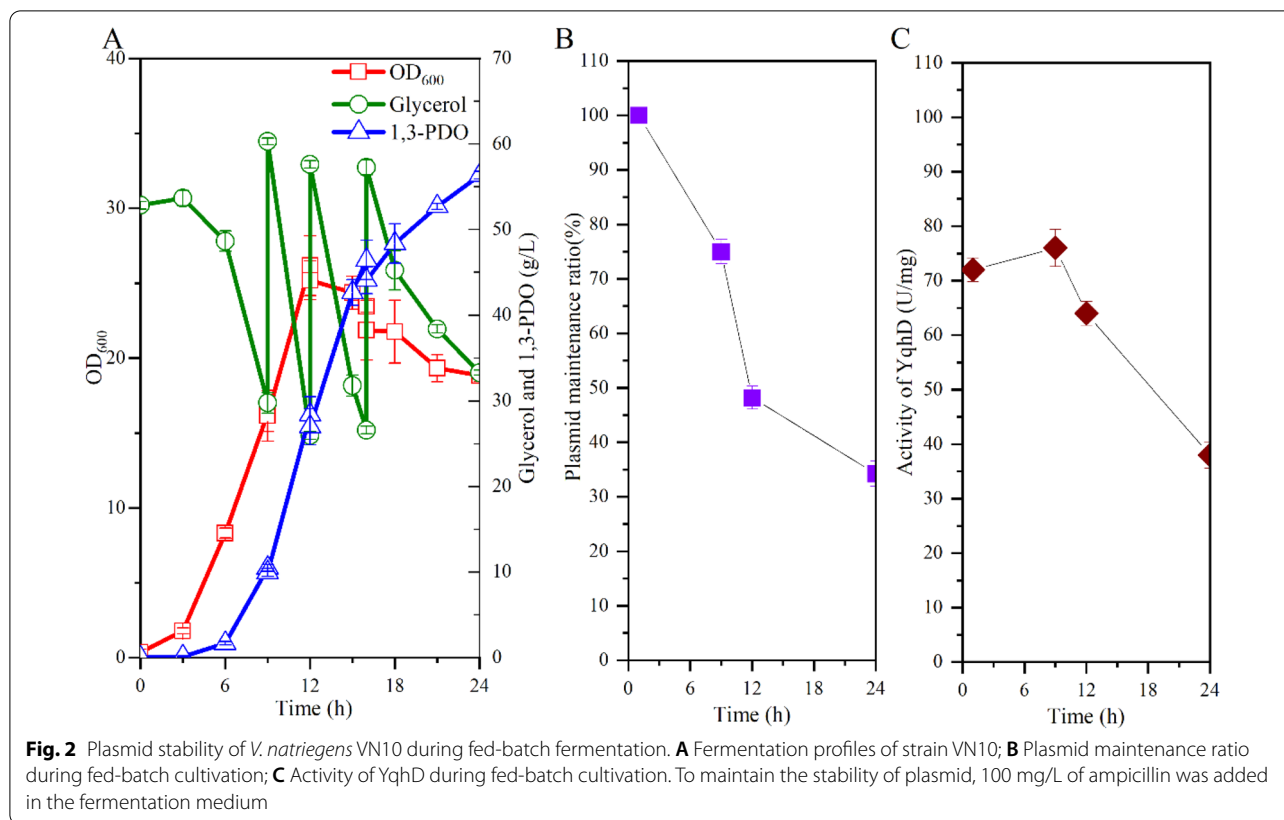 A
40
30
20
10
0
OD600
70
60
50
40
30
20
10
0
Glycerol and 1,3-PDO (g/L)
OD600
Glycerol
1,3-PDO
0 6 12 18 24
Time (h)
B
110
100
90
80
70
60
50
40
30
20
10
0
Plasmid maintenance ratio(%)
0 6 12 18 24
Time (h)
C
110
100
90
80
70
60
50
40
30
20
10
0
Activity of YqhD (U/mg)
0 6 12 18 24
Time (h)
Fig. 2 Plasmid stability of V. natriegens VN10 during fed-batch fermentation. A Fermentation profiles of strain VN10; B Plasmid maintenance ratio
during fed-batch cultivation; C Activity of YqhD during fed-batch cultivation. To maintain the stability of plasmid, 100 mg/L of ampicillin was added
in the fermentation medium